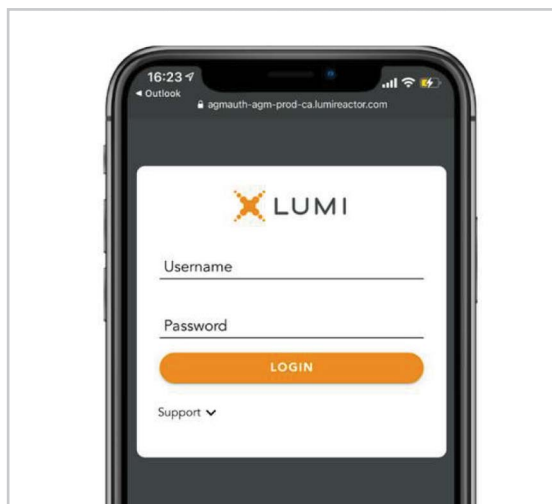 16:23
Outlook
agmauth-agm-prod-ca.lumireactor.com
LUMI
Username
Password
LOGIN
Support